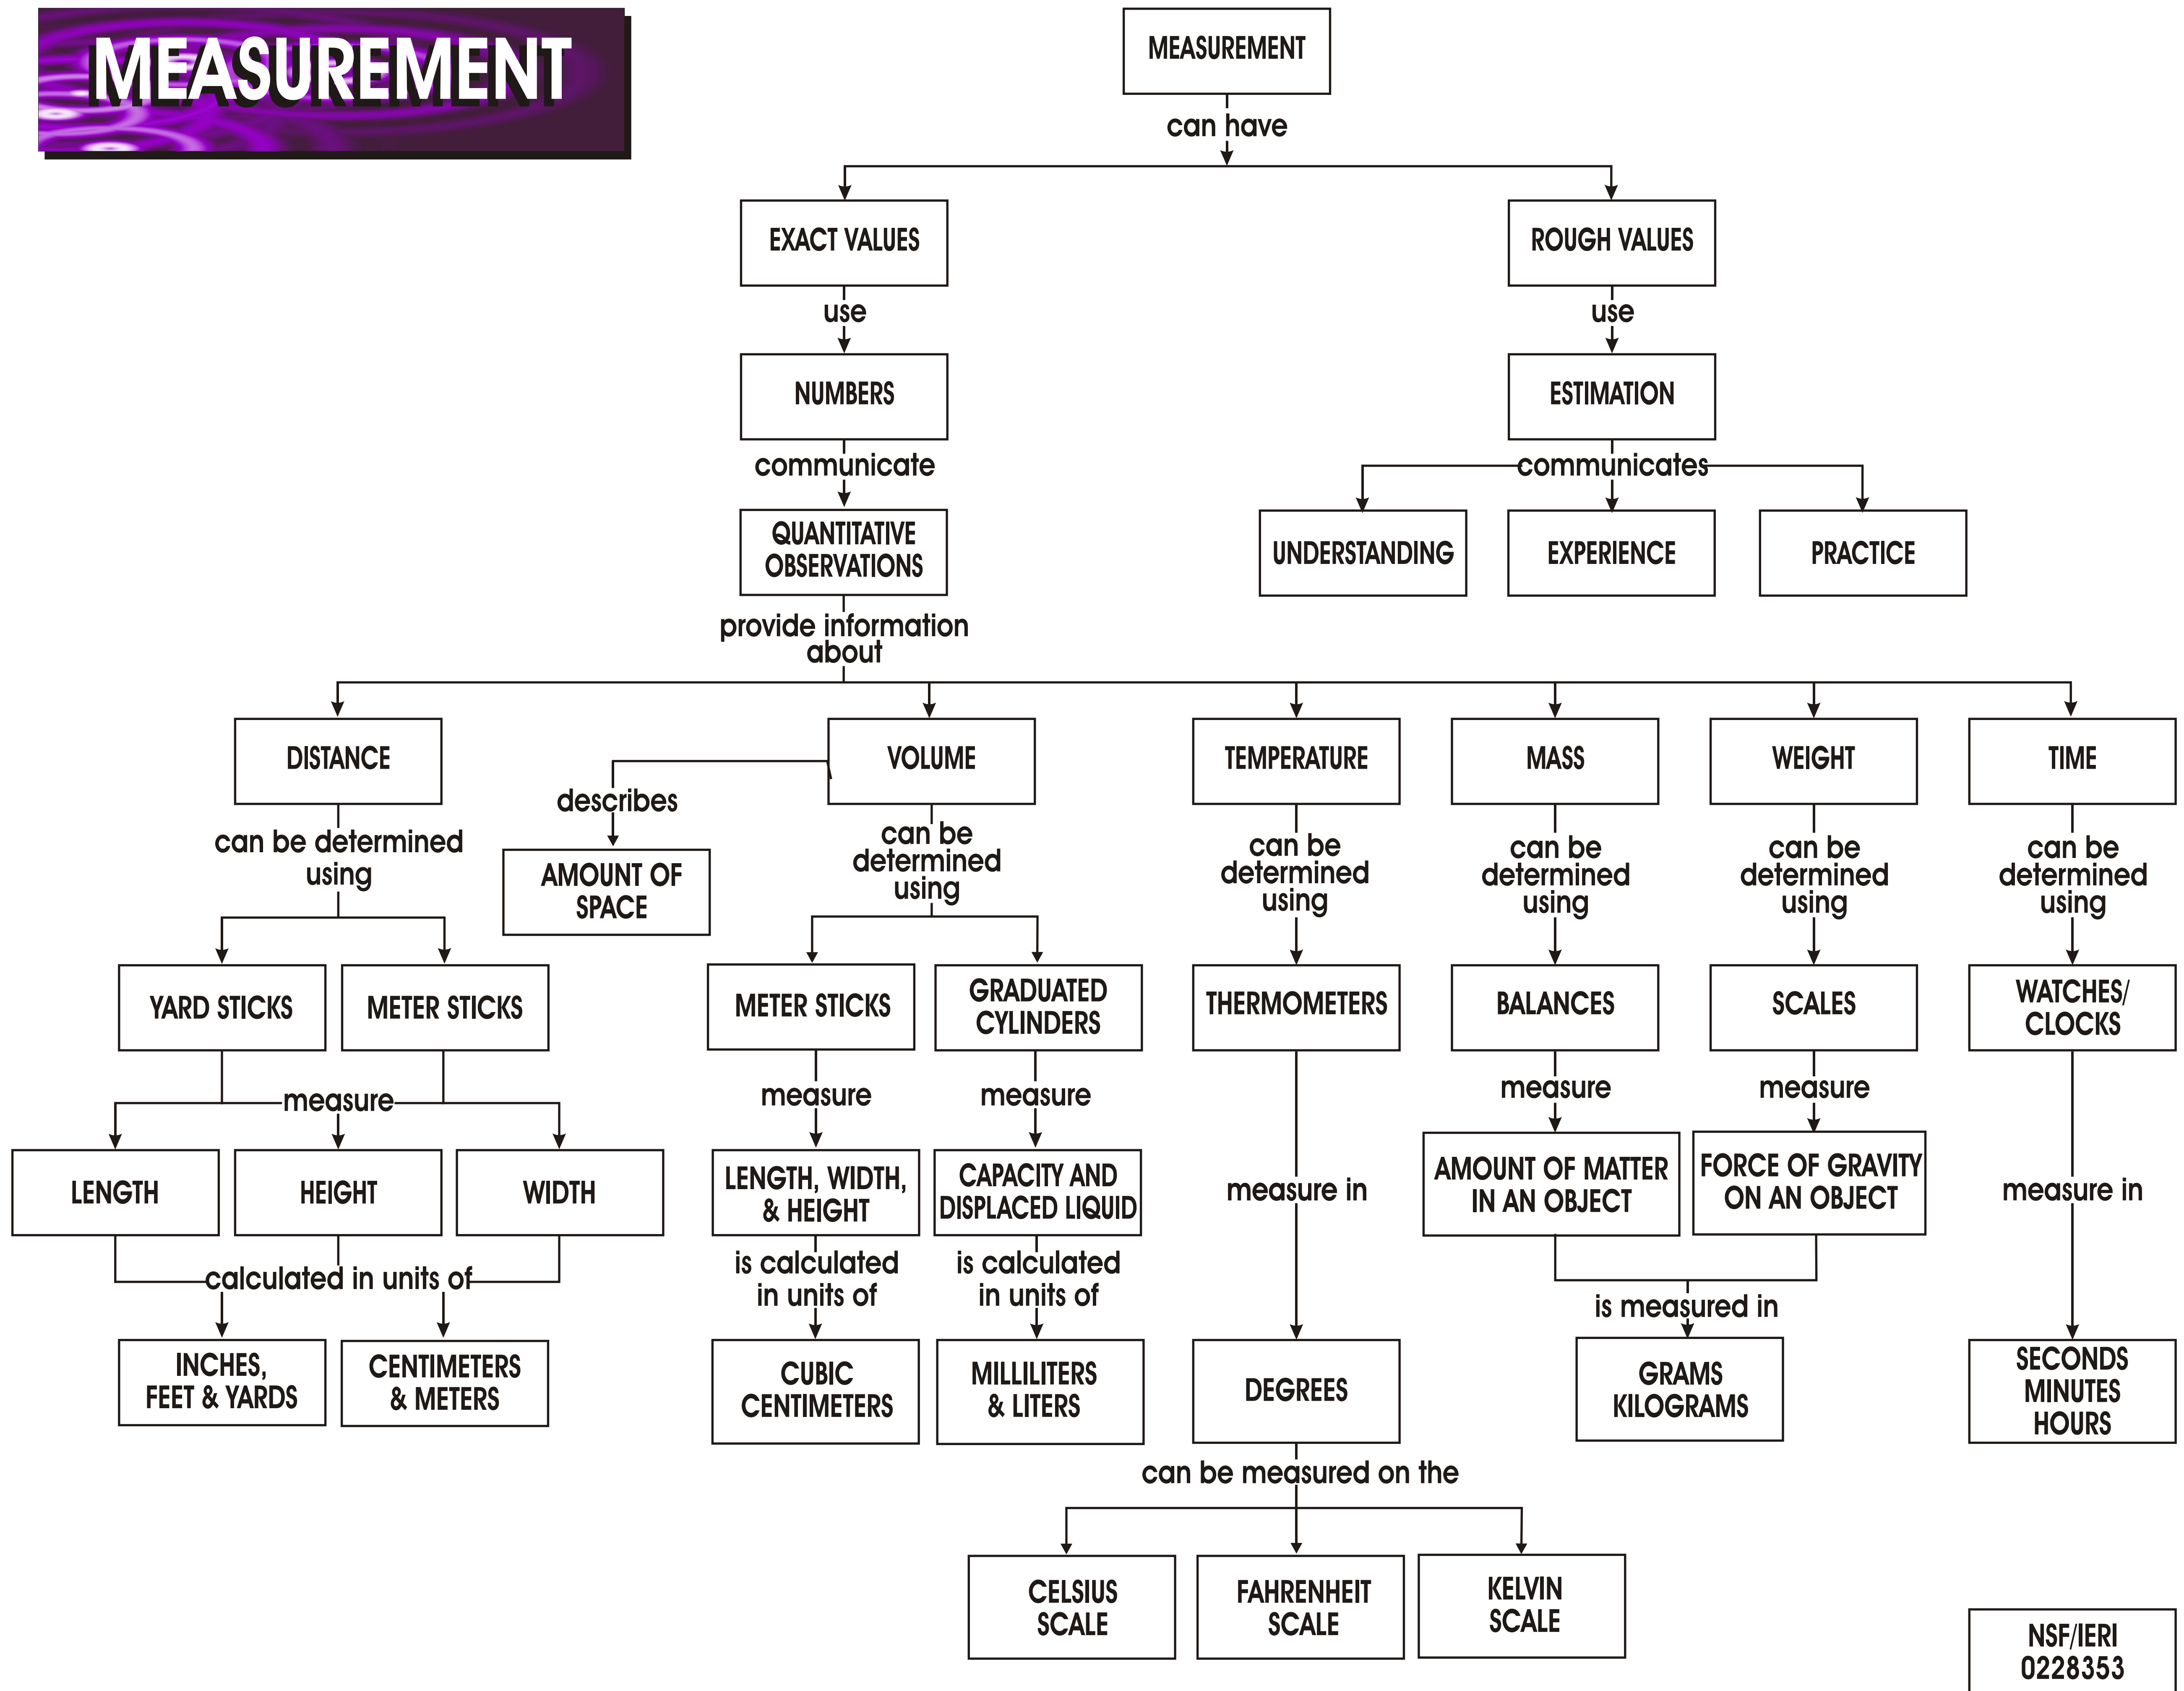 MEASUREMENT
MEASUREMENT
can have
EXACT VALUES
ROUGH VALUES
use
use
NUMBERS
ESTIMATION
communicate
communicates
QUANTITATIVE
OBSERVATIONS
UNDERSTANDING
EXPERIENCE
PRACTICE
provide information
about
DISTANCE
VOLUME
TEMPERATURE
MASS
WEIGHT
TIME
describes
AMOUNT OF
SPACE
can be determined
using
can be
determined
using
can be
determined
using
can be
determined
using
can be
determined
using
can be
determined
using
YARD STICKS
METER STICKS
METER STICKS
GRADUATED
CYLINDERS
THERMOMETERS
BALANCES
SCALES
WATCHES/
CLOCKS
measure
measure
measure
measure
measure
LENGTH
HEIGHT
WIDTH
LENGTH, WIDTH,
& HEIGHT
CAPACITY AND
DISPLACED LIQUID
measure in
AMOUNT OF MATTER
IN AN OBJECT
FORCE OF GRAVITY
ON AN OBJECT
measure in
calculated in units of
is calculated
in units of
is calculated
in units of
is measured in
INCHES,
FEET & YARDS
CENTIMETERS
& METERS
CUBIC
CENTIMETERS
MILLILITERS
& LITERS
DEGREES
GRAMS
KILOGRAMS
SECONDS
MINUTES
HOURS
can be measured on the
CELSIUS
SCALE
FAHRENHEIT
SCALE
KELVIN
SCALE
NSF/IERI
0228353